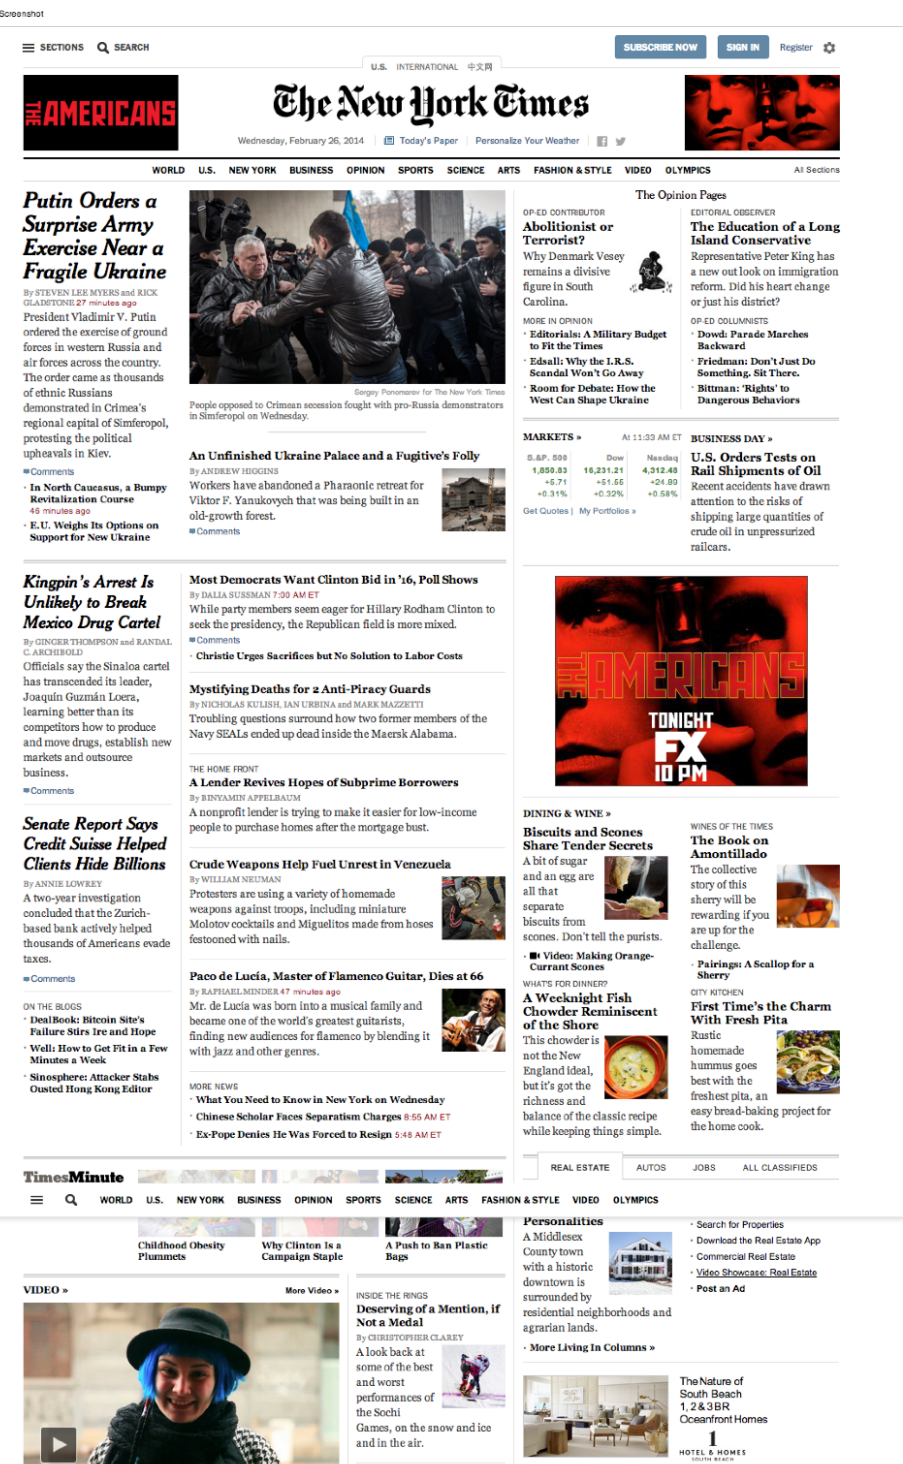 Screenshot
SECTIONS SEARCH
SUBSCRIBE NOW SIGN IN Register
U.S. INTERNATIONAL 中文网
THE AMERICANS
The New York Times
Wednesday, February 26, 2014 Today's Paper Personalize Your Weather
WORLD U.S. NEW YORK BUSINESS OPINION SPORTS SCIENCE ARTS FASHION & STYLE VIDEO OLYMPICS All Sections
Putin Orders a
Surprise Army
Exercise Near a
Fragile Ukraine
By STEVEN LEE MYERS and RICK
GLADSTONE 27 minutes ago
President Vladimir V. Putin
ordered the exercise of ground
forces in western Russia and
air forces across the country.
The order came as thousands
of ethnic Russians
demonstrated in Crimea's
regional capital of Simferopol,
protesting the political
upheavals in Kiev.
Comments
· In North Caucasus, a Bumpy
Revitalization Course
46 minutes ago
· E.U. Weighs Its Options on
Support for New Ukraine
Sergey Ponomarev for The New York Times
People opposed to Crimean secession fought with pro-Russia demonstrators
in Simferopol on Wednesday.
An Unfinished Ukraine Palace and a Fugitive's Folly
By ANDREW HIGGINS
Workers have abandoned a Pharaonic retreat for
Viktor F. Yanukovych that was being built in an
old-growth forest.
Comments
The Opinion Pages
OP-ED CONTRIBUTOR
Abolitionist or
Terrorist?
Why Denmark Vesey
remains a divisive
figure in South
Carolina.
MORE IN OPINION
· Editorials: A Military Budget
to Fit the Times
· Edsall: Why the I.R.S.
Scandal Won't Go Away
· Room for Debate: How the
West Can Shape Ukraine
EDITORIAL OBSERVER
The Education of a Long
Island Conservative
Representative Peter King has
a new out look on immigration
reform. Did his heart change
or just his district?
OP-ED COLUMNISTS
· Dowd: Parade Marches
Backward
· Friedman: Don't Just Do
Something. Sit There.
· Bittman: 'Rights' to
Dangerous Behaviors
MARKETS » At 11:33 AM ET
S.&P. 500 Dow Nasdaq
1,850.83 16,231.21 4,312.48
+5.71 +51.55 +24.89
+0.31% +0.32% +0.58%
Get Quotes | My Portfolios »
BUSINESS DAY »
U.S. Orders Tests on
Rail Shipments of Oil
Recent accidents have drawn
attention to the risks of
shipping large quantities of
crude oil in unpressurized
railcars.
Kingpin's Arrest Is
Unlikely to Break
Mexico Drug Cartel
By GINGER THOMPSON and RANDAL
C. ARCHIBOLD
Officials say the Sinaloa cartel
has transcended its leader,
Joaquín Guzmán Loera,
learning better than its
competitors how to produce
and move drugs, establish new
markets and outsource
business.
Comments
Senate Report Says
Credit Suisse Helped
Clients Hide Billions
By ANNIE LOWREY
A two-year investigation
concluded that the Zurich-
based bank actively helped
thousands of Americans evade
taxes.
Comments
ON THE BLOGS
· DealBook: Bitcoin Site's
Failure Stirs Ire and Hope
· Well: How to Get Fit in a Few
Minutes a Week
· Sinosphere: Attacker Stabs
Ousted Hong Kong Editor
Most Democrats Want Clinton Bid in '16, Poll Shows
By DALIA SUSSMAN 7:00 AM ET
While party members seem eager for Hillary Rodham Clinton to
seek the presidency, the Republican field is more mixed.
Comments
· Christie Urges Sacrifices but No Solution to Labor Costs
Mystifying Deaths for 2 Anti-Piracy Guards
By NICHOLAS KULISH, IAN URBINA and MARK MAZZETTI
Troubling questions surround how two former members of the
Navy SEALs ended up dead inside the Maersk Alabama.
THE HOME FRONT
A Lender Revives Hopes of Subprime Borrowers
By BINYAMIN APPELBAUM
A nonprofit lender is trying to make it easier for low-income
people to purchase homes after the mortgage bust.
Crude Weapons Help Fuel Unrest in Venezuela
By WILLIAM NEUMAN
Protesters are using a variety of homemade
weapons against troops, including miniature
Molotov cocktails and Miguelitos made from hoses
festooned with nails.
Paco de Lucía, Master of Flamenco Guitar, Dies at 66
By RAPHAEL MINDER 47 minutes ago
Mr. de Lucía was born into a musical family and
became one of the world's greatest guitarists,
finding new audiences for flamenco by blending it
with jazz and other genres.
MORE NEWS
· What You Need to Know in New York on Wednesday
· Chinese Scholar Faces Separatism Charges 8:55 AM ET
· Ex-Pope Denies He Was Forced to Resign 5:48 AM ET
THE AMERICANS
TONIGHT
FX
10 PM
DINING & WINE »
Biscuits and Scones
Share Tender Secrets
A bit of sugar
and an egg are
all that
separate
biscuits from
scones. Don't tell the purists.
· Video: Making Orange-
Currant Scones
WHAT'S FOR DINNER?
A Weeknight Fish
Chowder Reminiscent
of the Shore
This chowder is
not the New
England ideal,
but it's got the
richness and
balance of the classic recipe
while keeping things simple.
WINES OF THE TIMES
The Book on
Amontillado
The collective
story of this
sherry will be
rewarding if you
are up for the
challenge.
· Pairings: A Scallop for a
Sherry
CITY KITCHEN
First Time's the Charm
With Fresh Pita
Rustic
homemade
hummus goes
best with the
freshest pita, an
easy bread-baking project for
the home cook.
REAL ESTATE AUTOS JOBS ALL CLASSIFIEDS
TimesMinute
WORLD U.S. NEW YORK BUSINESS OPINION SPORTS SCIENCE ARTS FASHION & STYLE VIDEO OLYMPICS
Childhood Obesity
Plummets
Why Clinton Is a
Campaign Staple
A Push to Ban Plastic
Bags
VIDEO » More Video »
INSIDE THE RINGS
Deserving of a Mention, if
Not a Medal
By CHRISTOPHER CLAREY
A look back at
some of the best
and worst
performances of
the Sochi
Games, on the snow and ice
and in the air.
Personalities
A Middlesex
County town
with a historic
downtown is
surrounded by
residential neighborhoods and
agrarian lands.
· More Living In Columns »
· Search for Properties
· Download the Real Estate App
· Commercial Real Estate
· Video Showcase: Real Estate
· Post an Ad
The Nature of
South Beach
1, 2 & 3 BR
Oceanfront Homes
1
HOTEL & HOMES
SOUTH BEACH